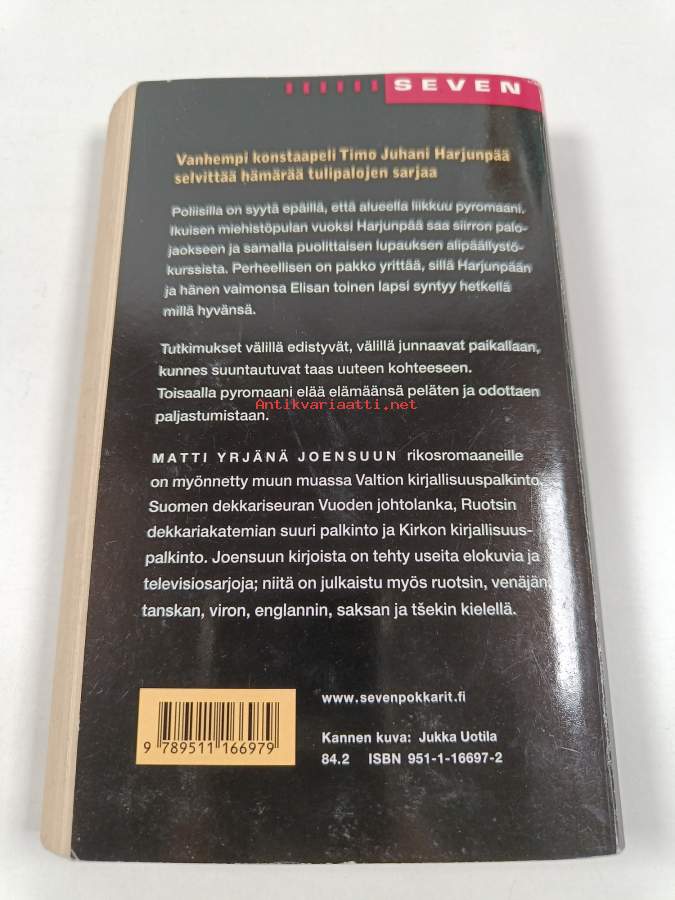 SEVEN
Vanhempi konstaapeli Timo Juhani Harjunpää
selvittää hämärää tulipalojen sarjaa
Poliisilla on syytä epäillä, että alueella liikkuu pyromaani.
Ikuisen miehistöpulan vuoksi Harjunpää saa siirron palo-
jaokseen ja samalla puolittaisen lupauksen alipäällystö-
kurssista. Perheellisen on pakko yrittää, sillä Harjunpään
ja hänen vaimonsa Elisan toinen lapsi syntyy hetkellä
millä hyvänsä.
Tutkimukset välillä edistyvät, välillä junnaavat paikallaan,
kunnes suuntautuvat taas uuteen kohteeseen.
Toisaalla pyromaani elää elämäänsä peläten ja odottaen
Antikvariaatti.net
paljastumistaan.
MATTI YRJÄNÄ JOENSUUN rikosromaaneille
on myönnetty muun muassa Valtion kirjallisuuspalkinto,
Suomen dekkariseuran Vuoden johtolanka, Ruotsin
dekkariakatemian suuri palkinto ja Kirkon kirjallisuus-
palkinto. Joensuun kirjoista on tehty useita elokuvia ja
televisiosarjoja; niitä on julkaistu myös ruotsin, venäjän,
tanskan, viron, englannin, saksan ja tšekin kielellä.
www.sevenpokkarit.fi
Kannen kuva: Jukka Uotila
84.2 ISBN 951-1-16697-2
9 789511 166979